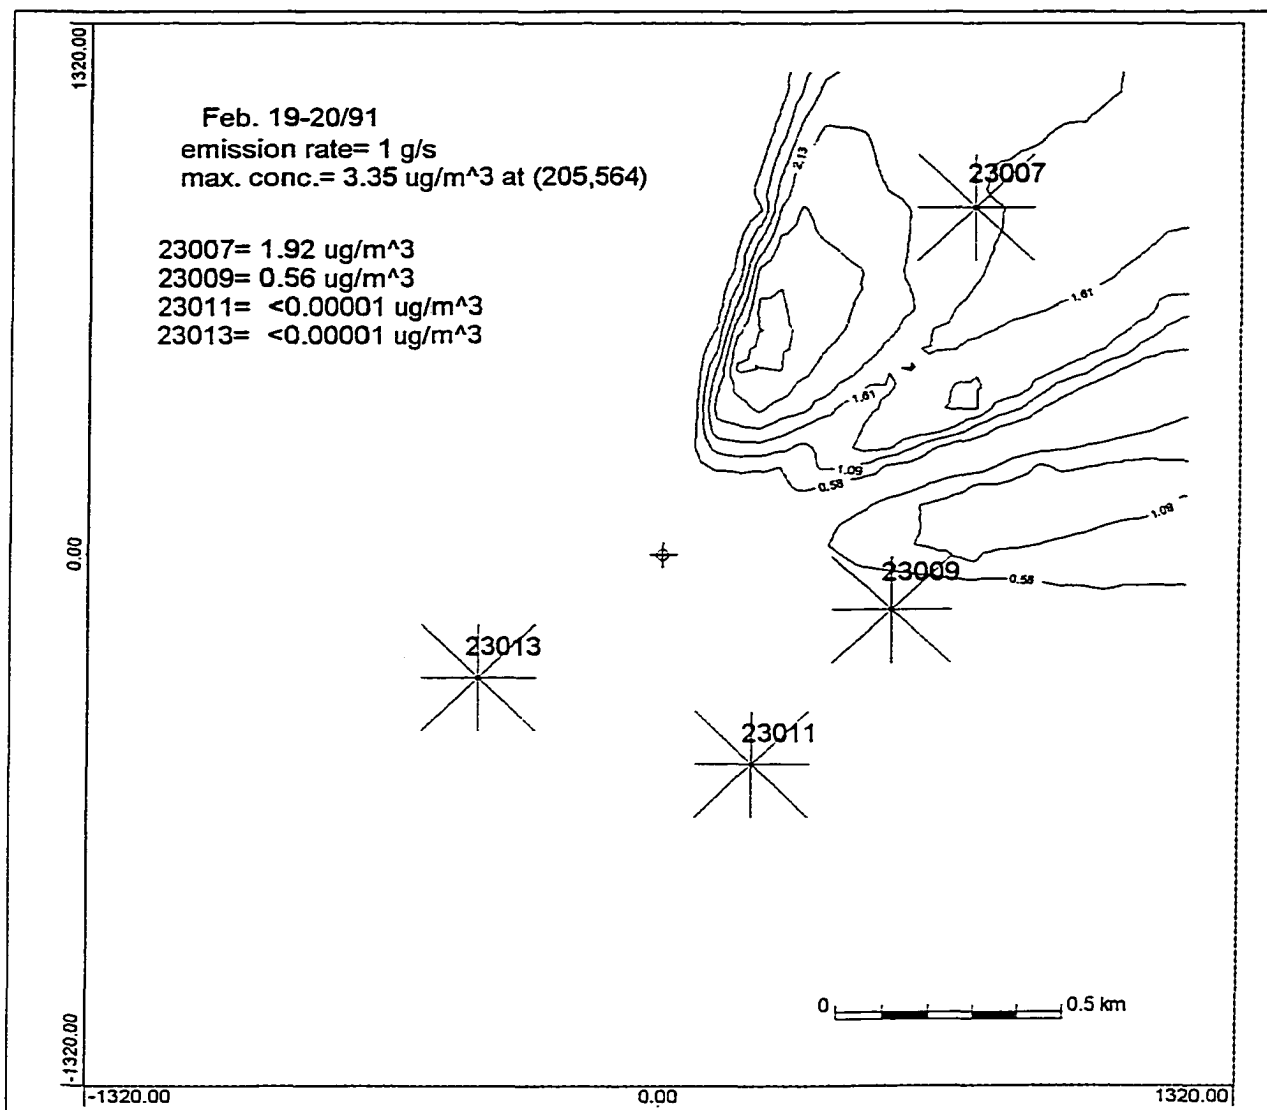 1320.00
Feb. 19-20/91
emission rate= 1 g/s
max. conc.= 3.35 ug/m^3 at (205,564)
23007= 1.92 ug/m^3
23009= 0.56 ug/m^3
23011= <0.00001 ug/m^3
23013= <0.00001 ug/m^3
2.13
23007
1.61
1.61
1.09
0.58
1.09
0.00
23009
0.58
23013
23011
0 0.5 km
-1320.00
-1320.00 0.00 1320.00